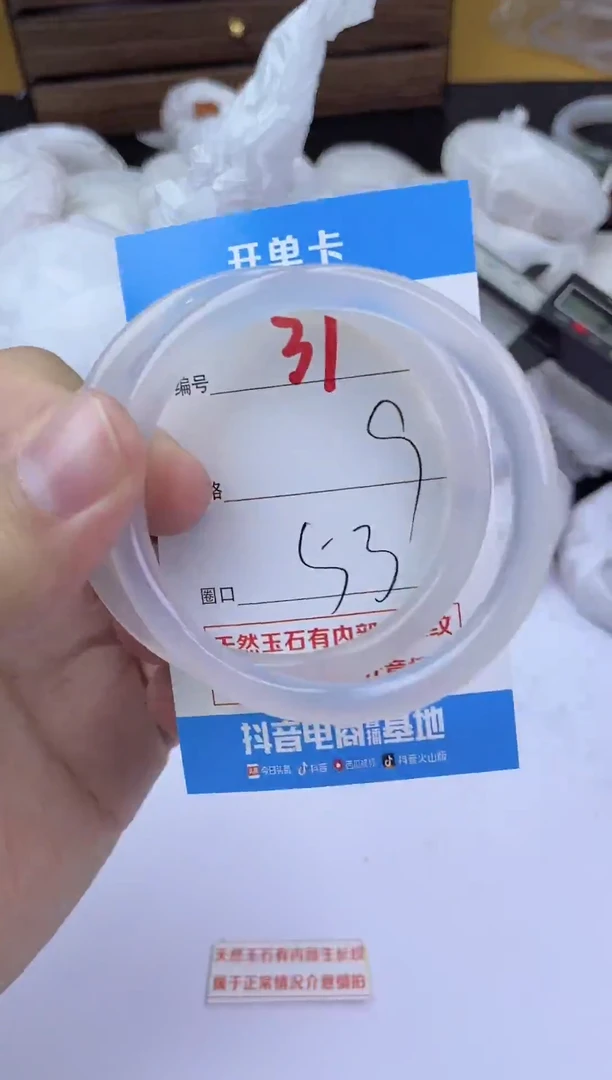 开单卡
编号 31
格 9
圈口 53
天然玉石有内部 纹
抖音电商直播基地
今日头条 抖音 西瓜视频 抖音火山版
天然玉石有内部生长纹
属于正常情况介意慎拍